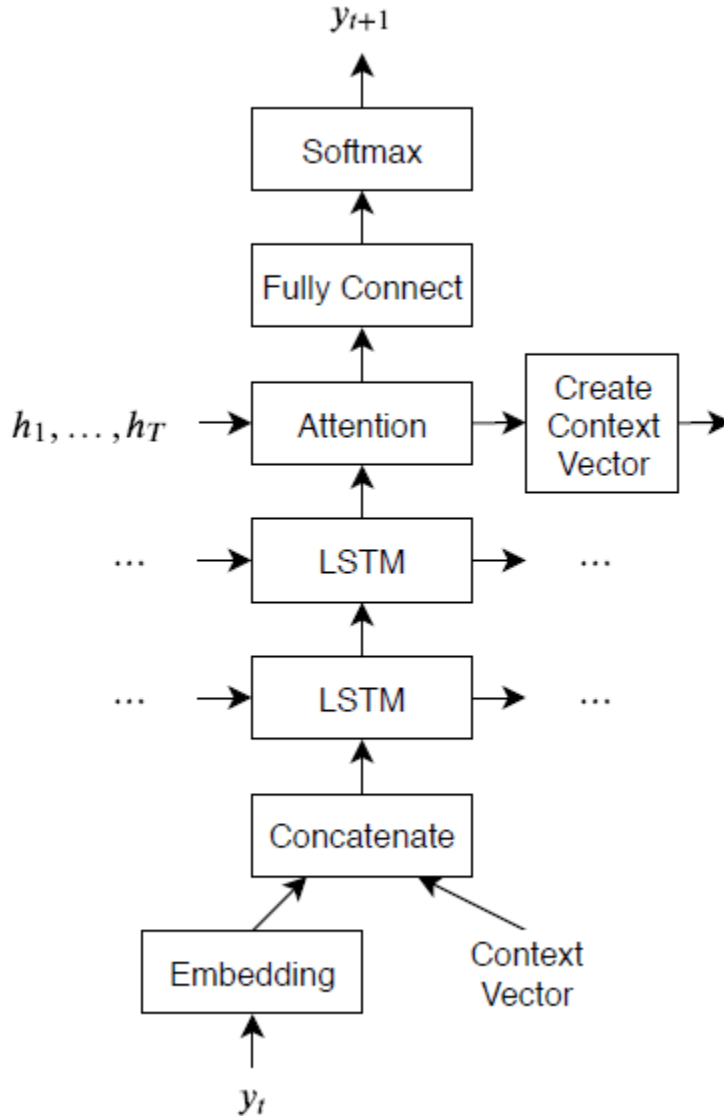 y_{t+1}
Softmax
Fully Connect
h_1, ..., h_T
Attention
Create
Context
Vector
...
LSTM
...
...
LSTM
...
Concatenate
Embedding
Context
Vector
y_t